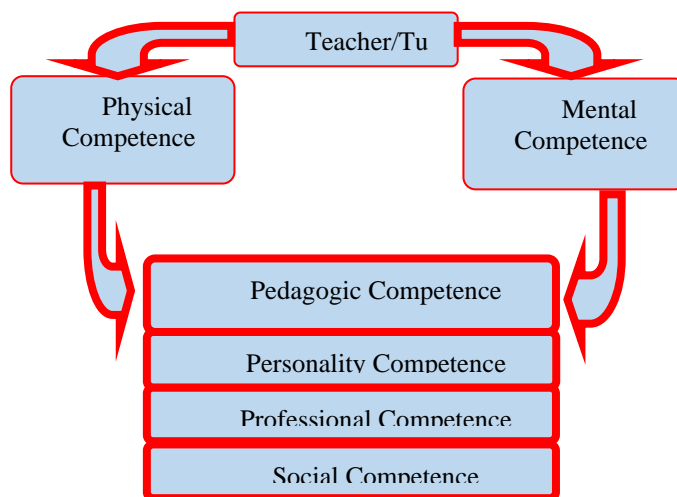 Teacher/Tu
Physical
Competence
Mental
Competence
Pedagogic Competence
Personality Competence
Professional Competence
Social Competence